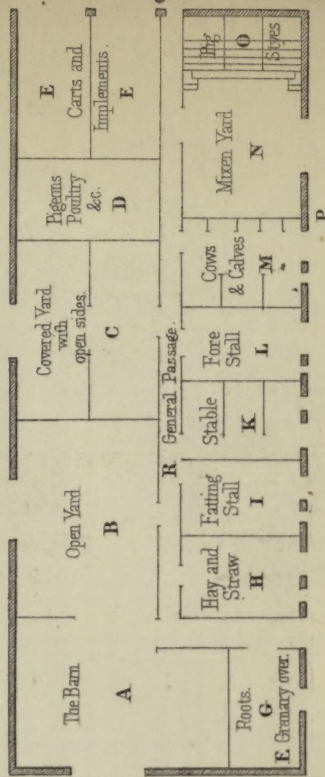 The Barn.
A
Open Yard
B
Covered Yard
with
open sides.
C
Pigeons
Poultry
&c.
D
E
Carts and
Implements.
E
R
General Passage.
Roots.
G
E Granary over.
Hay and
Straw
H
Fatting
Stall
I
Stable
K
Fore
Stall
L
Cows
& Calves
M
Mixen Yard
N
Pig
O
Styes
P